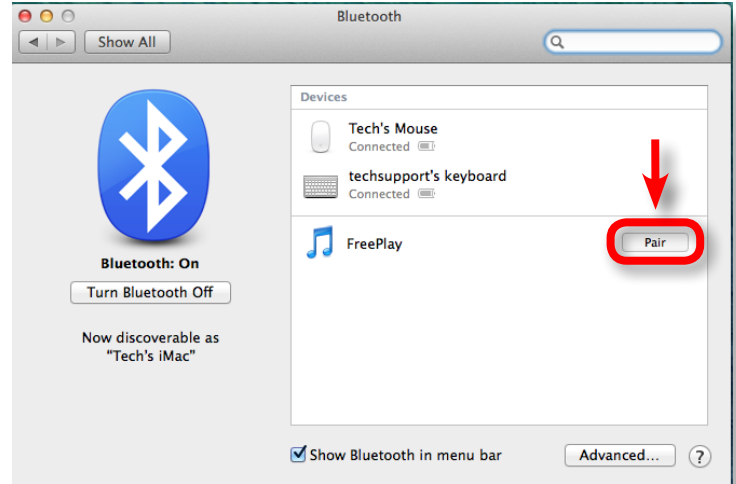 Bluetooth
Show All
Devices
Tech's Mouse
Connected
techsupport's keyboard
Connected
FreePlay
Pair
Bluetooth: On
Turn Bluetooth Off
Now discoverable as
"Tech's iMac"
Show Bluetooth in menu bar
Advanced...
?